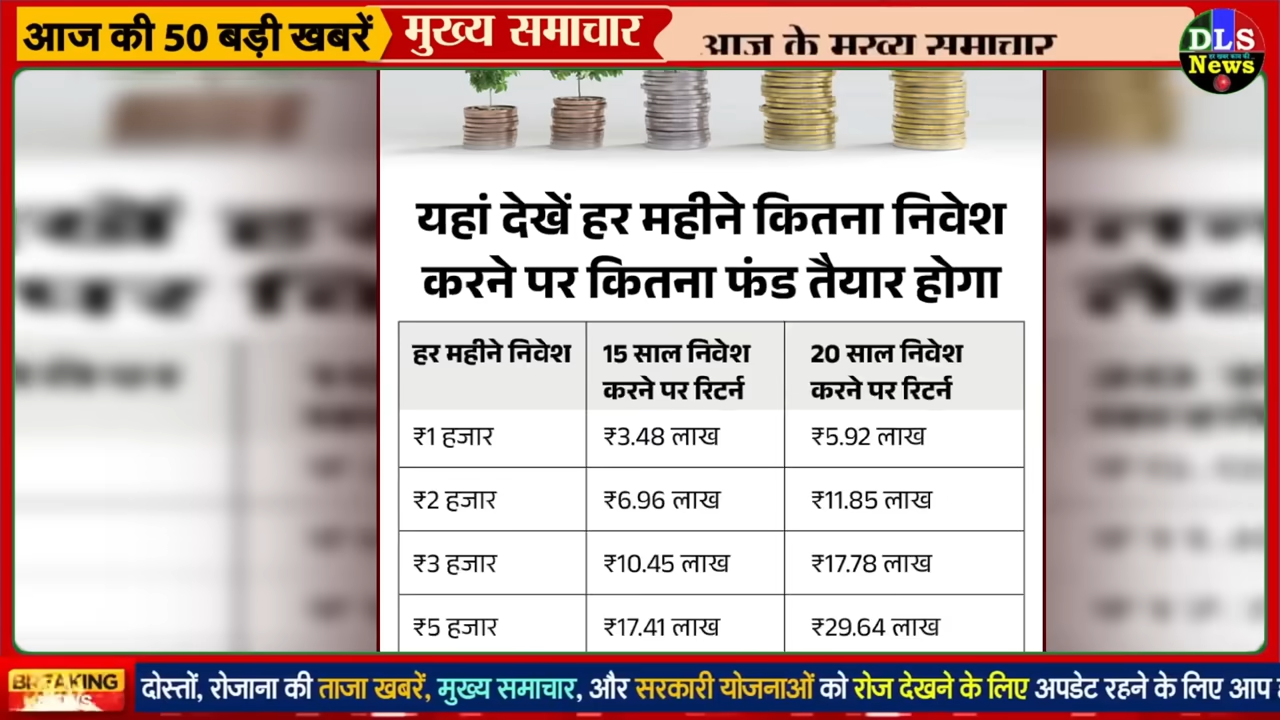 आज की 50 बड़ी खबरें
मुख्य समाचार
आज के मुख्य समाचार
DLS
News
यहां देखें हर महीने कितना निवेश
करने पर कितना फंड तैयार होगा
हर महीने निवेश
15 साल निवेश
करने पर रिटर्न
20 साल निवेश
करने पर रिटर्न
₹1 हजार
₹3.48 लाख
₹5.92 लाख
₹2 हजार
₹6.96 लाख
₹11.85 लाख
₹3 हजार
₹10.45 लाख
₹17.78 लाख
₹5 हजार
₹17.41 लाख
₹29.64 लाख
BREAKING
NEWS
दोस्तों, रोजाना की ताजा खबरें, मुख्य समाचार, और सरकारी योजनाओं को रोज देखने के लिए अपडेट रहने के लिए आप